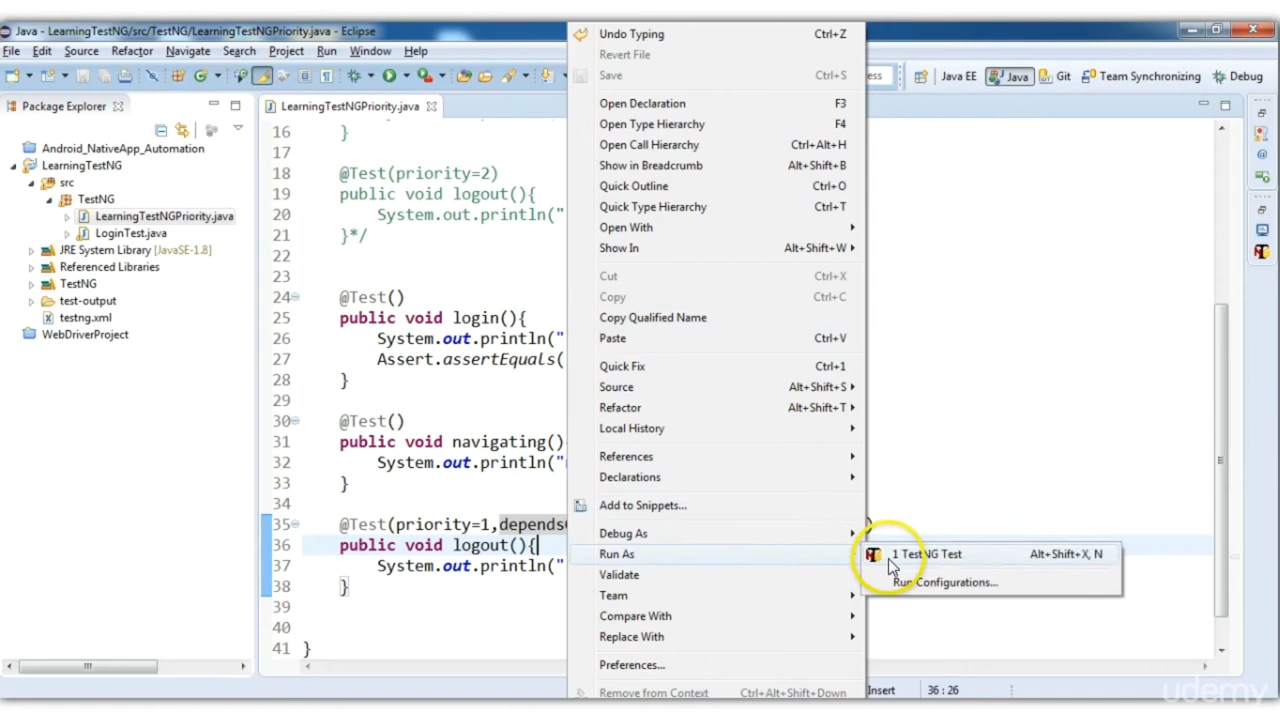 Java - LearningTestNG/src/TestNG/LearningTestNGPriority.java - Eclipse
File Edit Source Refactor Navigate Search Project Run Window Help
ess Java EE Java Git Team Synchronizing Debug
Package Explorer
Android_NativeApp_Automation
LearningTestNG
src
TestNG
LearningTestNGPriority.java
LoginTest.java
JRE System Library [JavaSE-1.8]
Referenced Libraries
TestNG
test-output
testng.xml
WebDriverProject
LearningTestNGPriority.java
16 }
17
18 @Test(priority=2)
19 public void logout(){
20 System.out.println("
21 }*/
22
23
24 @Test()
25 public void login(){
26 System.out.println("
27 Assert.assertEquals(
28 }
29
30 @Test()
31 public void navigating(){
32 System.out.println("
33 }
34
35 @Test(priority=1,depends )
36 public void logout(){
37 System.out.println("
38 }
39
40
41 }
Undo Typing Ctrl+Z
Revert File
Save Ctrl+S
Open Declaration F3
Open Type Hierarchy F4
Open Call Hierarchy Ctrl+Alt+H
Show in Breadcrumb Alt+Shift+B
Quick Outline Ctrl+O
Quick Type Hierarchy Ctrl+T
Open With
Show In Alt+Shift+W
Cut Ctrl+X
Copy Ctrl+C
Copy Qualified Name
Paste Ctrl+V
Quick Fix Ctrl+1
Source Alt+Shift+S
Refactor Alt+Shift+T
Local History
References
Declarations
Add to Snippets...
Debug As
Run As
Validate
Team
Compare With
Replace With
Preferences...
Remove from Context Ctrl+Alt+Shift+Down
1 TestNG Test Alt+Shift+X, N
Run Configurations...
Insert 36 : 26
udemy